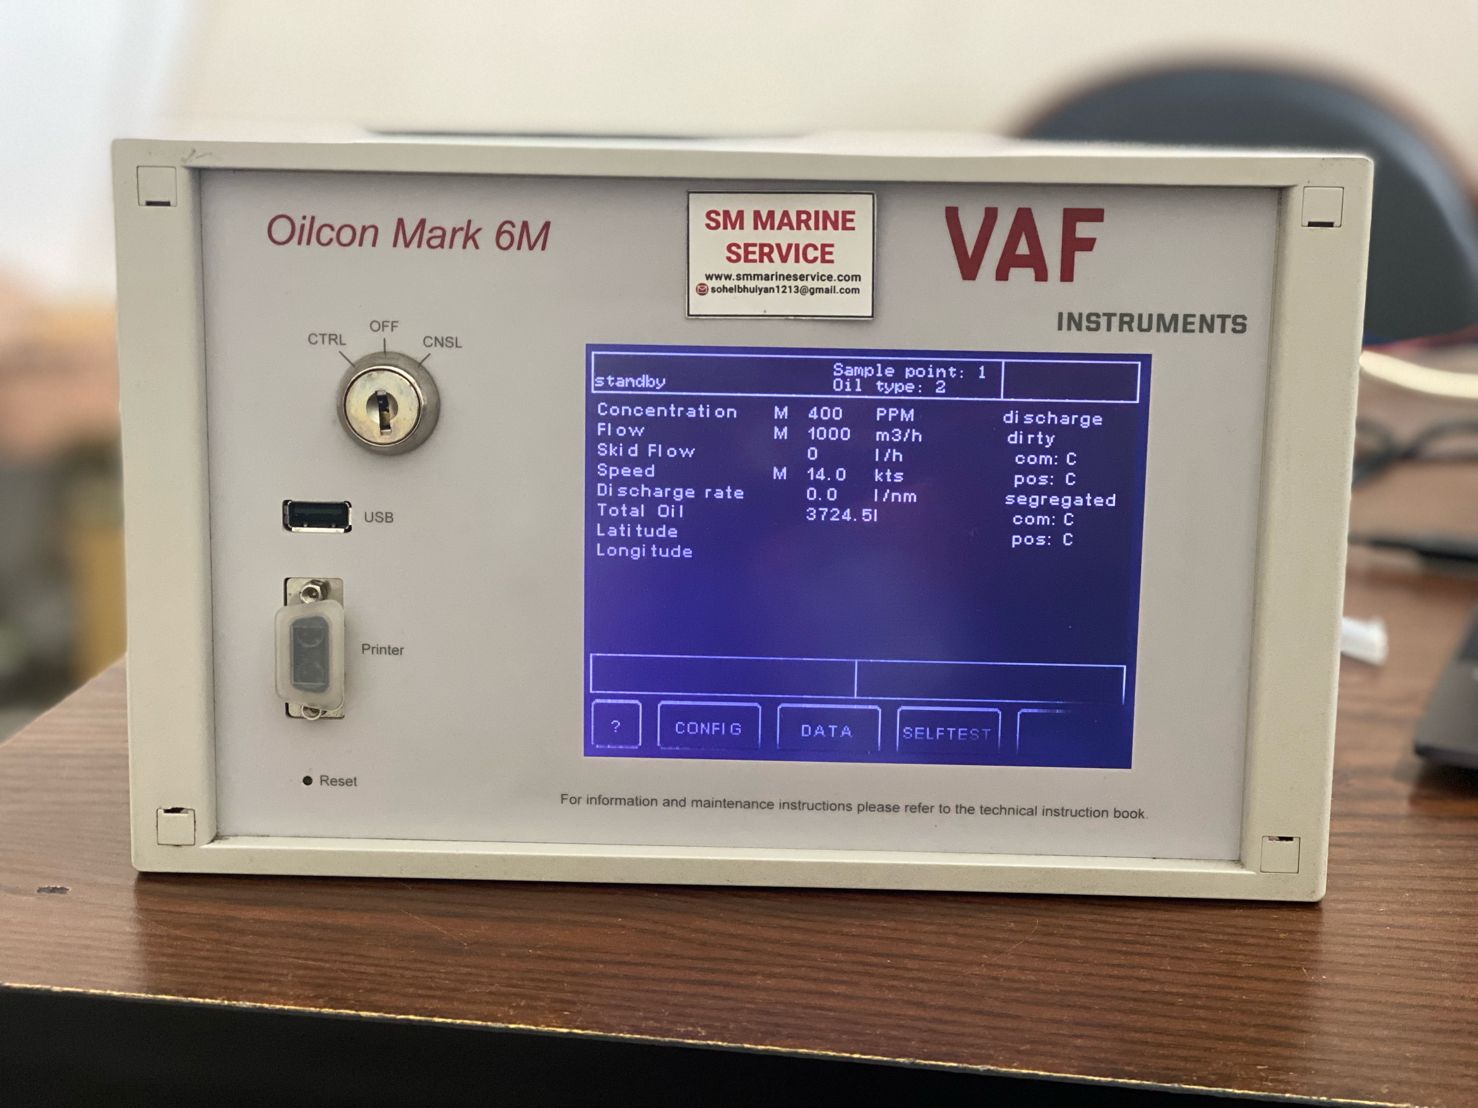 Oilcon Mark 6M
SM MARINE
SERVICE
www.smmarineservice.com
sohelbhuiyan1213@gmail.com
VAF
INSTRUMENTS
CTRL
OFF
CNSL
USB
Printer
Reset
standby
Sample point: 1
Oil type: 2
Concentration M 400 PPM
Flow M 1000 m3/h
Skid Flow 0 l/h
Speed M 14.0 kts
Discharge rate 0.0 l/nm
Total Oil 3724.5l
Latitude
Longitude
discharge
dirty
com: C
pos: C
segregated
com: C
pos: C
? CONFIG DATA SELFTEST
For information and maintenance instructions please refer to the technical instruction book.